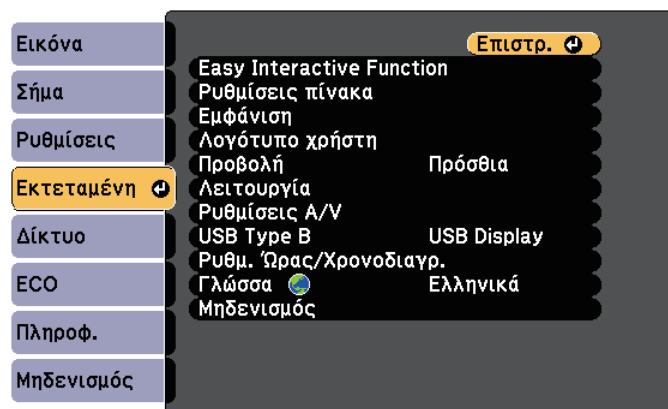 Εικόνα
Σήμα
Ρυθμίσεις
Εκτεταμένη
Δίκτυο
ECO
Πληροφ.
Μηδενισμός
Επιστρ.
Easy Interactive Function
Ρυθμίσεις πίνακα
Εμφάνιση
Λογότυπο χρήστη
Προβολή Πρόσθια
Λειτουργία
Ρυθμίσεις A/V
USB Type B USB Display
Ρυθμ. Ώρας/Χρονοδιαγρ.
Γλώσσα Ελληνικά
Μηδενισμός